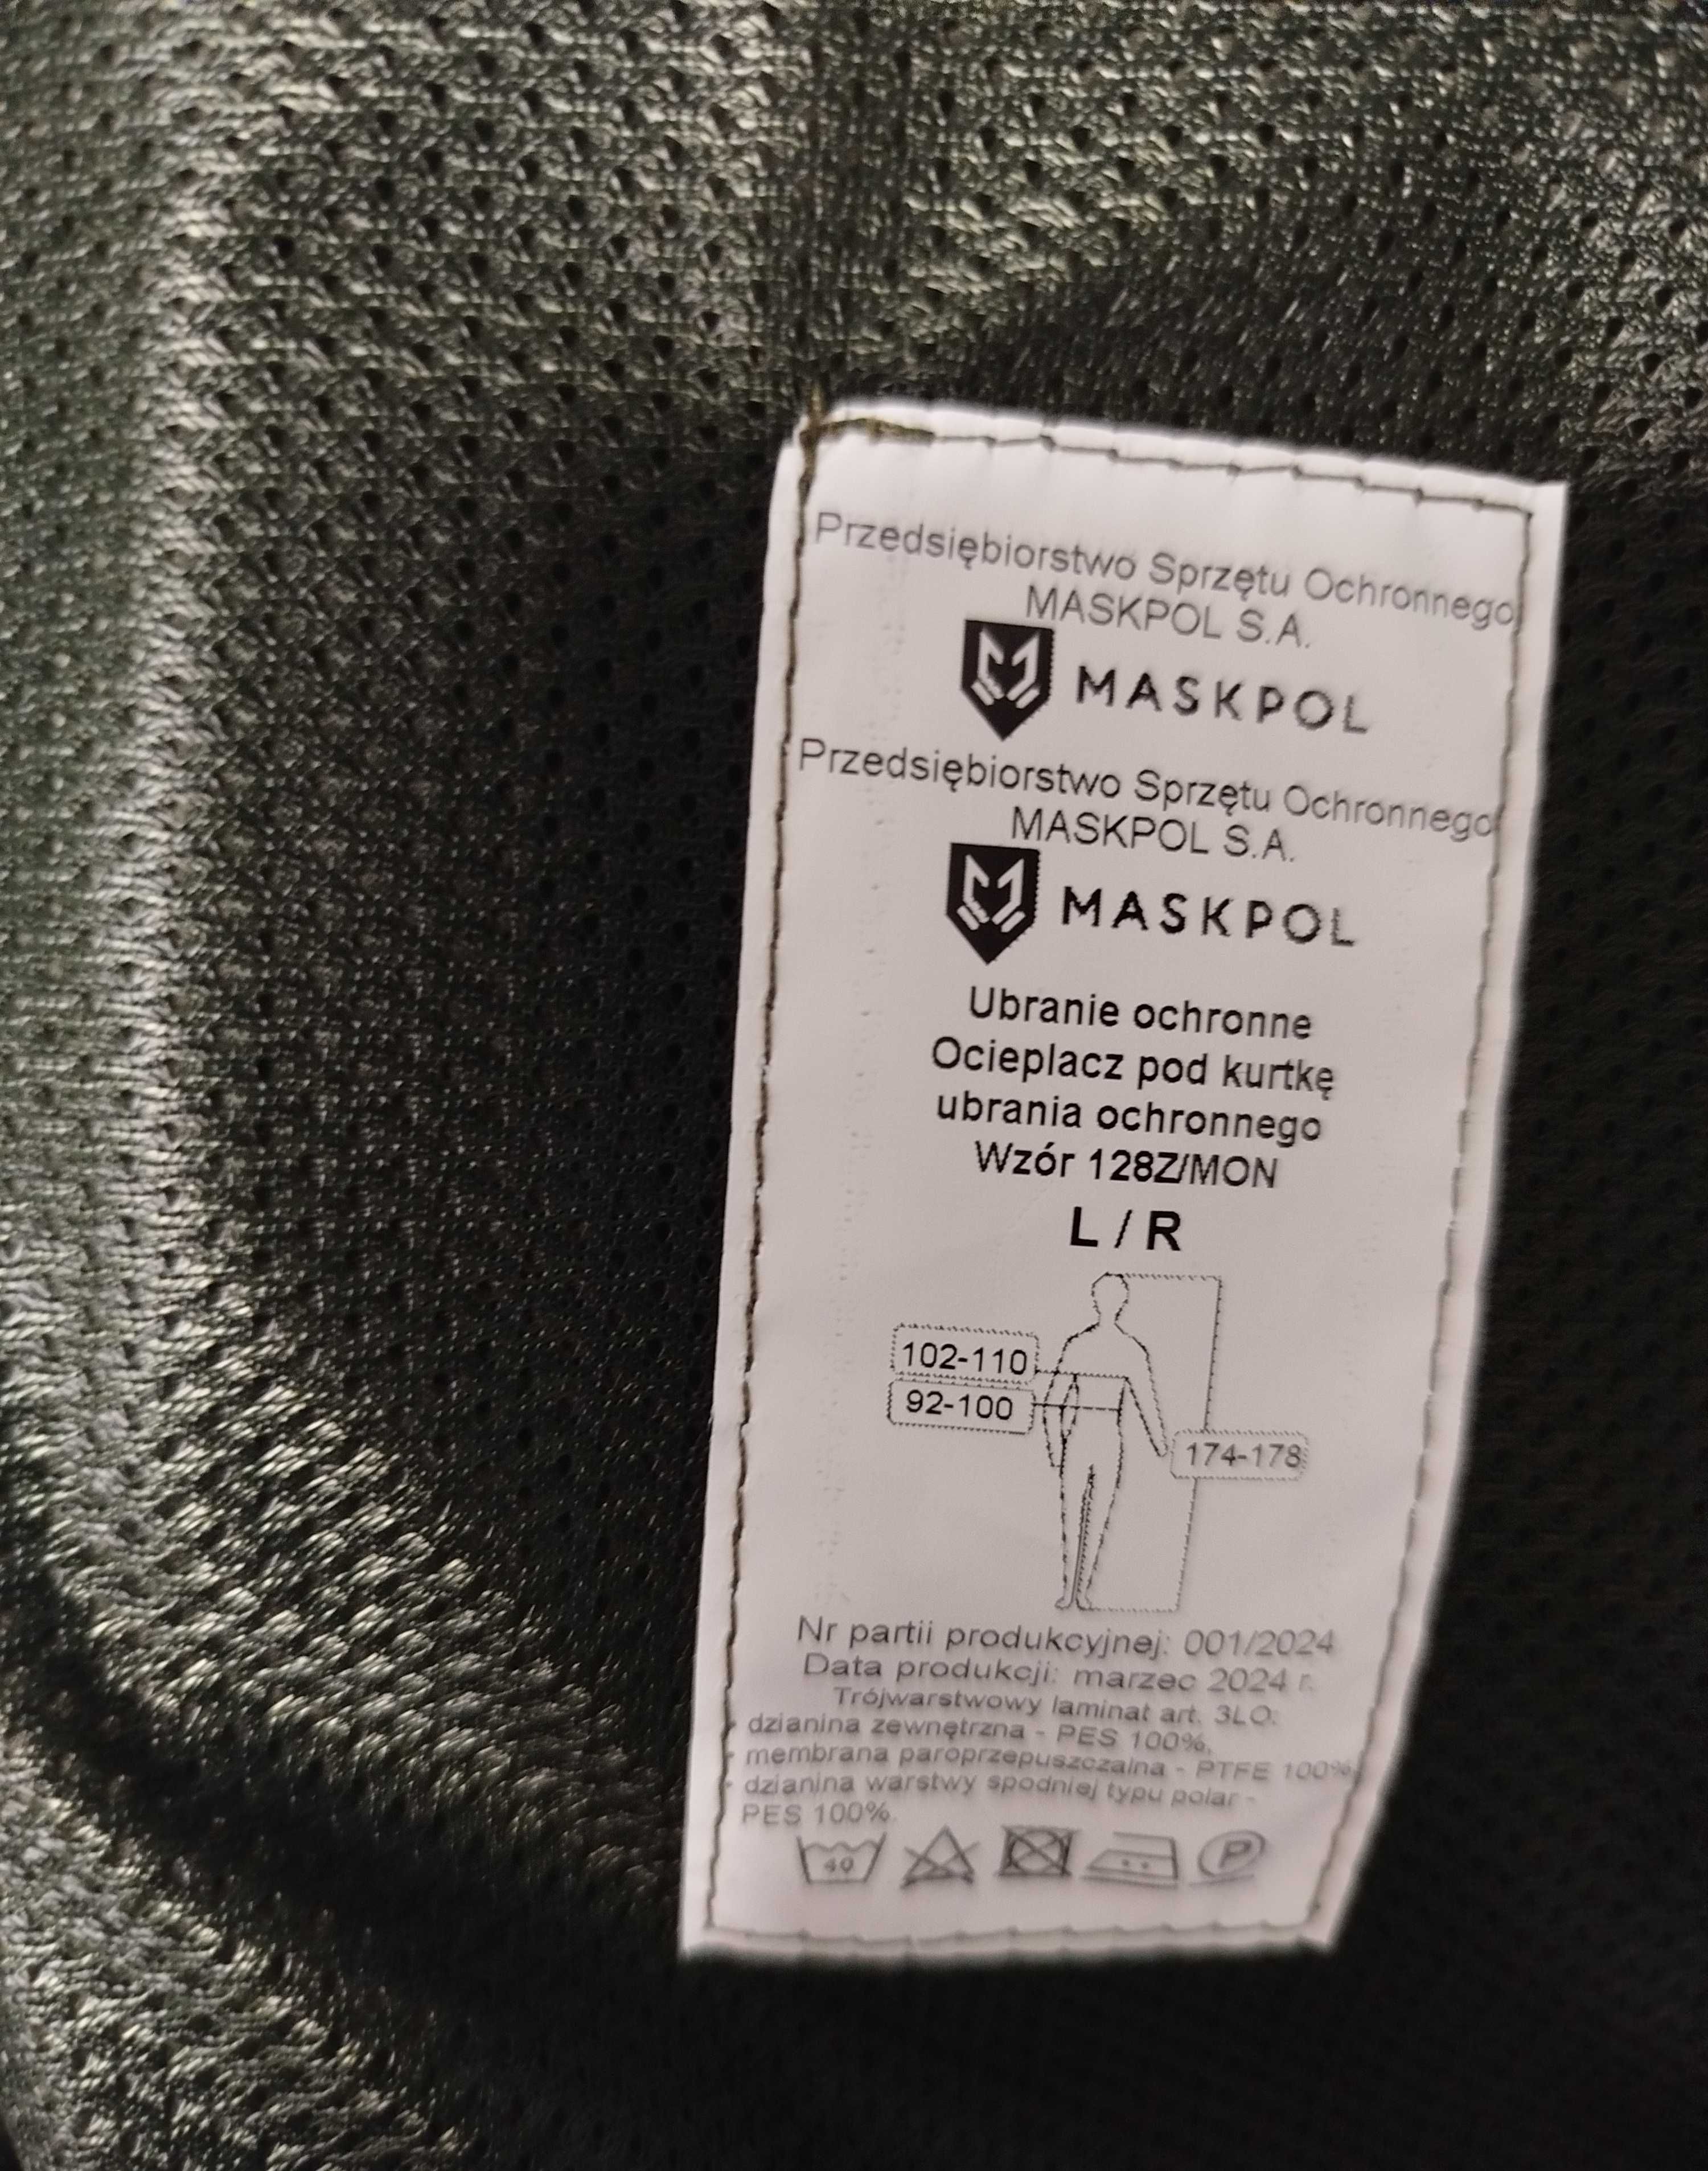 Przedsiębiorstwo Sprzętu Ochronnego
MASKPOL S.A.
MASKPOL
Przedsiębiorstwo Sprzętu Ochronnego
MASKPOL S.A.
MASKPOL
Ubranie ochronne
Ocieplacz pod kurtkę
ubrania ochronnego
Wzór 128Z/MON
L / R
102-110
92-100
174-178
Nr partii produkcyjnej: 001/2024
Data produkcji: marzec 2024 r.
Trójwarstwowy laminat art. 3LO:
- dzianina zewnętrzna - PES 100%,
- membrana paroprzepuszczalna - PTFE 100%,
- dzianina warstwy spodniej typu polar -
PES 100%.
40
P